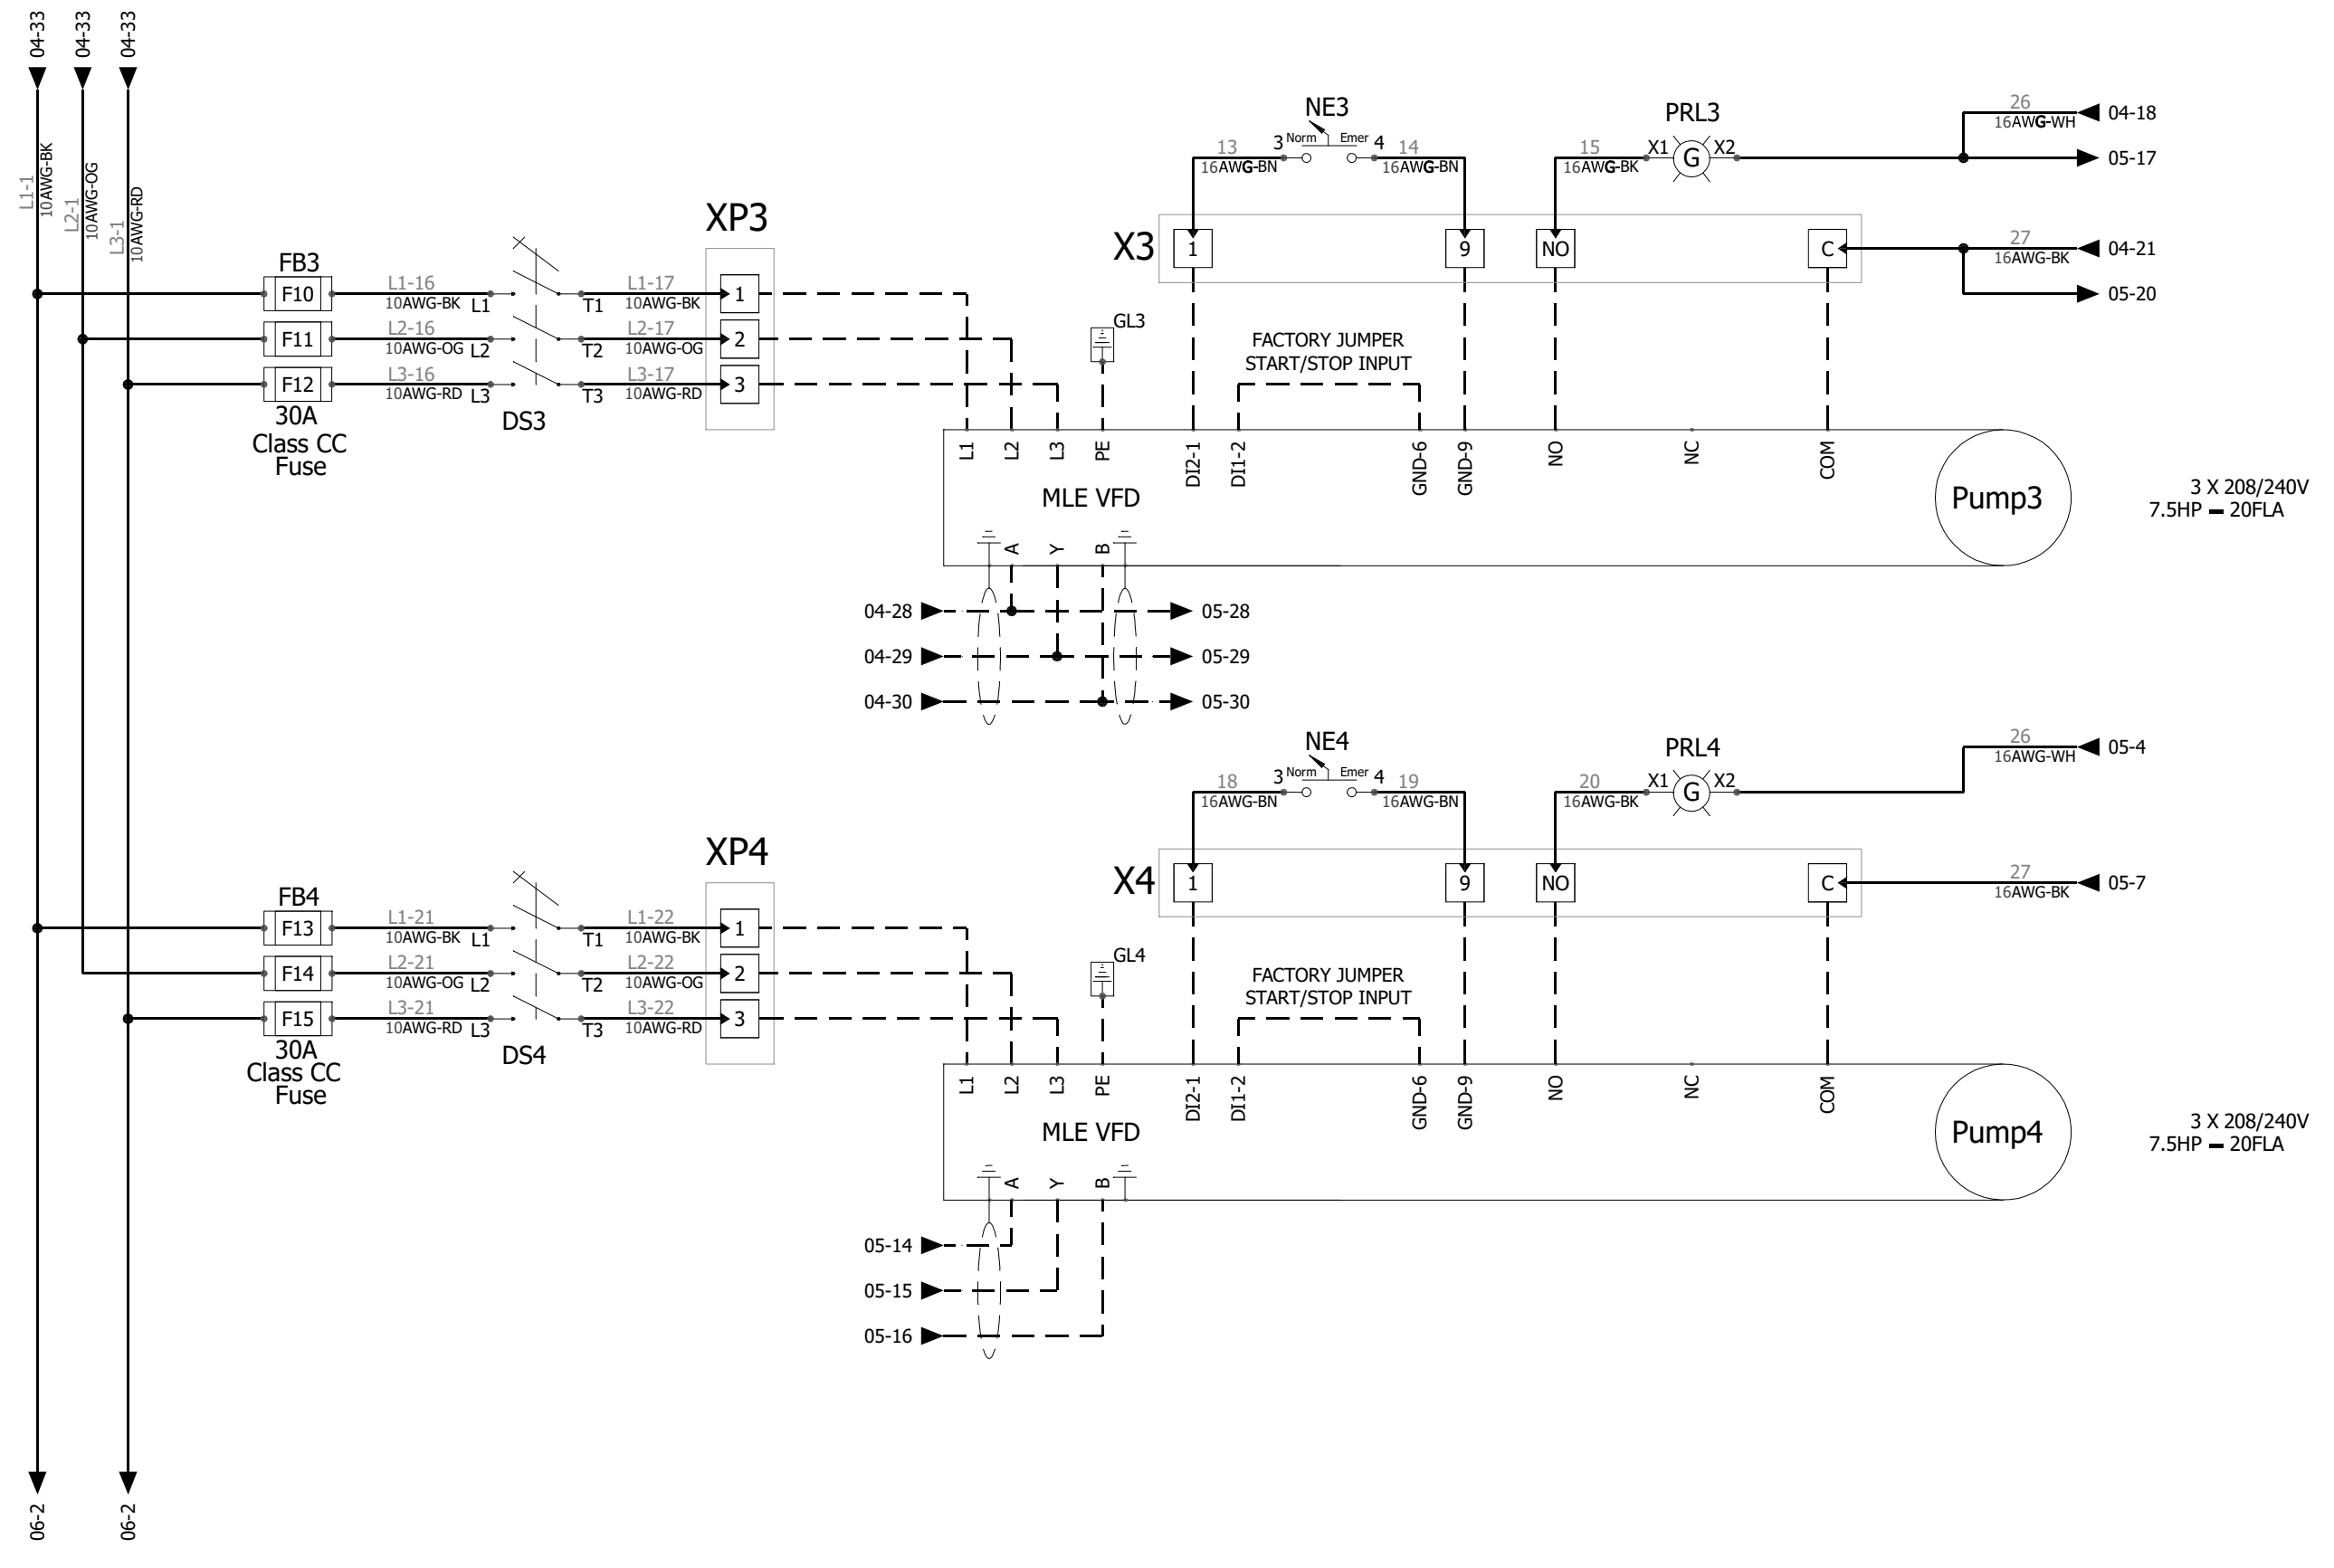 04-33
04-33
04-33
L1-1
10AWG-BK
L2-1
10AWG-OG
L3-1
10AWG-RD
NE3
PRL3
26
16AWG-WH
04-18
13
16AWG-BN
3 Norm Emer 4
14
16AWG-BN
15
16AWG-BK
X1 G X2
05-17
XP3
X3
1
9
NO
C
27
16AWG-BK
04-21
05-20
FB3
F10
L1-16
10AWG-BK
L1
T1
L1-17
10AWG-BK
1
F11
L2-16
10AWG-OG
L2
T2
L2-17
10AWG-OG
2
F12
L3-16
10AWG-RD
L3
T3
L3-17
10AWG-RD
3
30A
Class CC
Fuse
DS3
GL3
FACTORY JUMPER
START/STOP INPUT
L1
L2
L3
PE
DI2-1
DI1-2
GND-6
GND-9
NO
NC
COM
MLE VFD
Pump3
3 X 208/240V
7.5HP - 20FLA
A
Y
B
04-28
05-28
04-29
05-29
04-30
05-30
NE4
PRL4
26
16AWG-WH
05-4
18
16AWG-BN
3 Norm Emer 4
19
16AWG-BN
20
16AWG-BK
X1 G X2
XP4
X4
1
9
NO
C
27
16AWG-BK
05-7
FB4
F13
L1-21
10AWG-BK
L1
T1
L1-22
10AWG-BK
1
F14
L2-21
10AWG-OG
L2
T2
L2-22
10AWG-OG
2
F15
L3-21
10AWG-RD
L3
T3
L3-22
10AWG-RD
3
30A
Class CC
Fuse
DS4
GL4
FACTORY JUMPER
START/STOP INPUT
L1
L2
L3
PE
DI2-1
DI1-2
GND-6
GND-9
NO
NC
COM
MLE VFD
Pump4
3 X 208/240V
7.5HP - 20FLA
A
Y
B
05-14
05-15
05-16
06-2
06-2